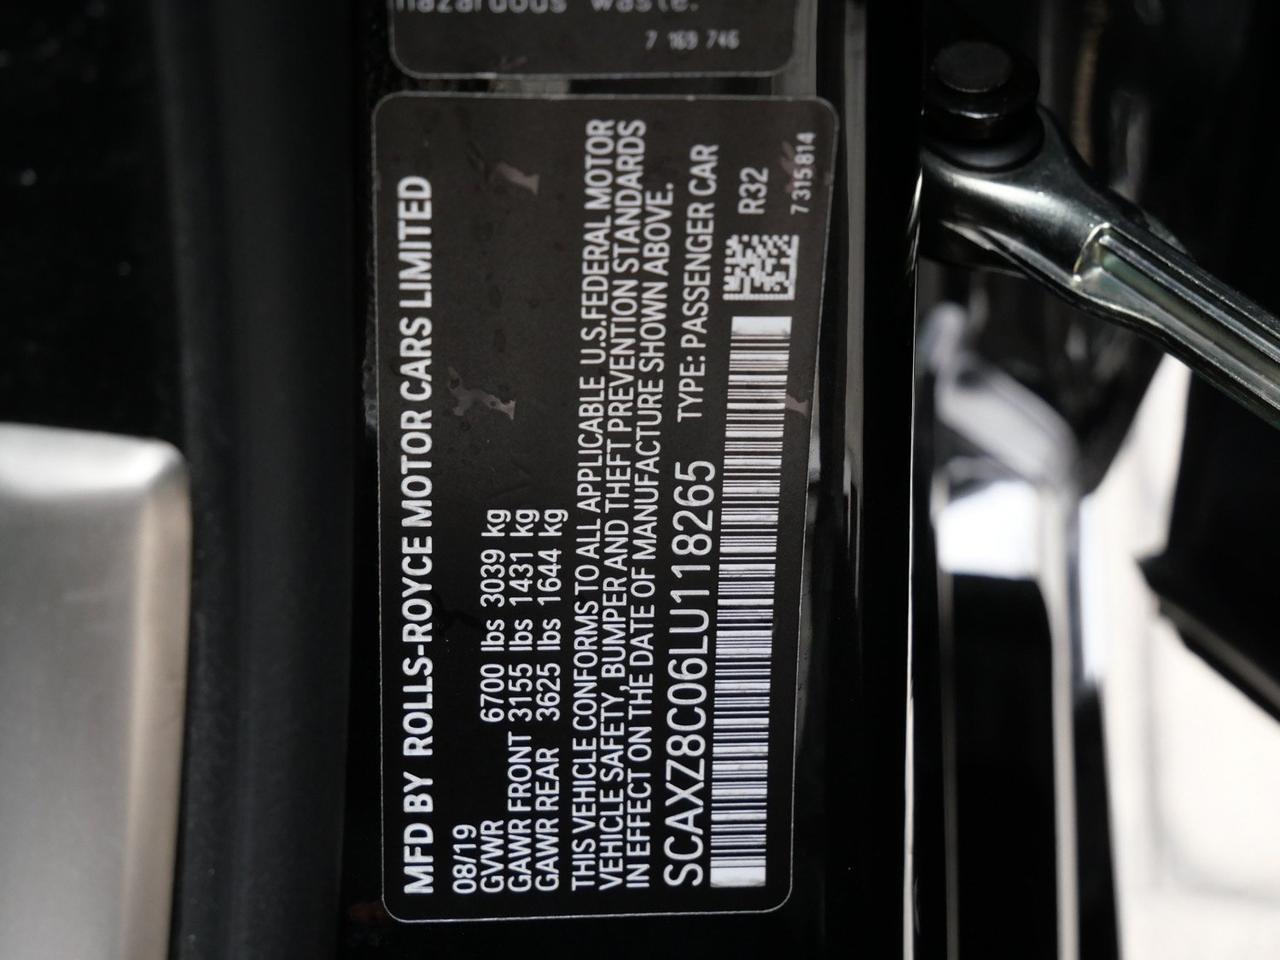 hazardous waste.
7 169 746
MFD BY ROLLS-ROYCE MOTOR CARS LIMITED
08/19
GVWR 6700 lbs 3039 kg
GAWR FRONT 3155 lbs 1431 kg
GAWR REAR 3625 lbs 1644 kg
THIS VEHICLE CONFORMS TO ALL APPLICABLE U.S.FEDERAL MOTOR
VEHICLE SAFETY, BUMPER AND THEFT PREVENTION STANDARDS
IN EFFECT ON THE DATE OF MANUFACTURE SHOWN ABOVE.
SCAXZ8C06LU118265 TYPE: PASSENGER CAR
R32
7 315 814